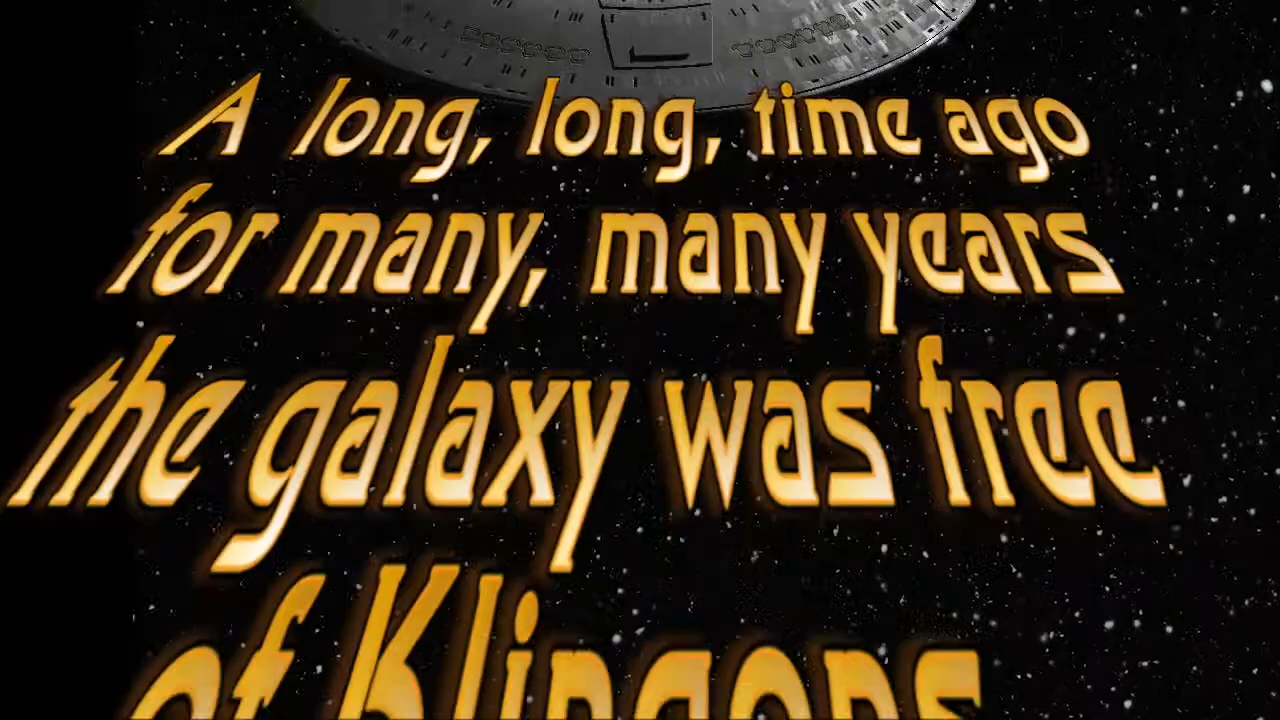 A long, long, time ago
for many, many years
the galaxy was free
of Klingons